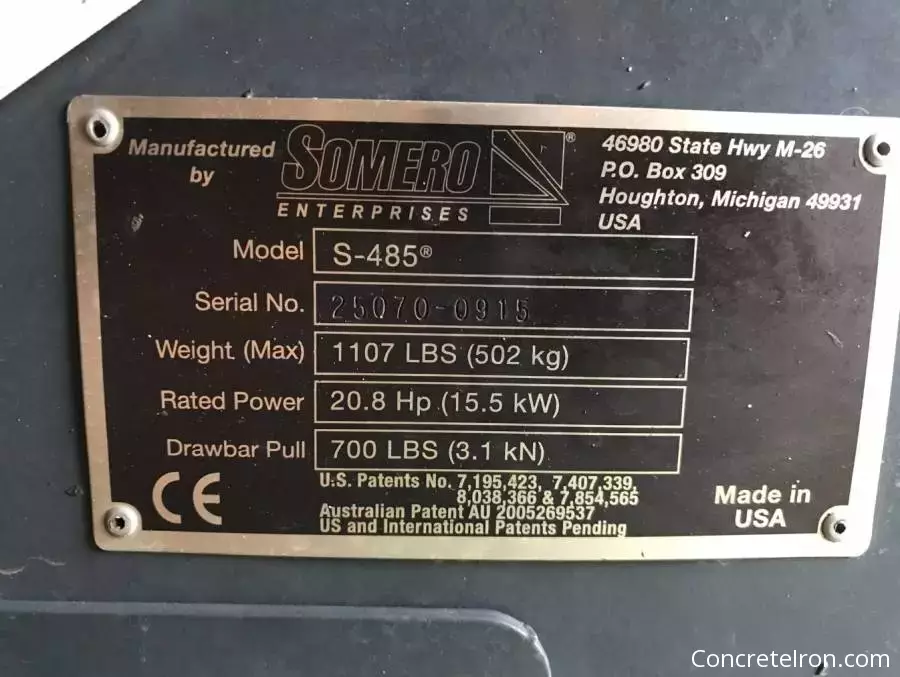 Manufactured by
SOMERO®
ENTERPRISES
46980 State Hwy M-26
P.O. Box 309
Houghton, Michigan 49931
USA
Model S-485®
Serial No. 25070-0915
Weight (Max) 1107 LBS (502 kg)
Rated Power 20.8 Hp (15.5 kW)
Drawbar Pull 700 LBS (3.1 kN)
CE
U.S. Patents No. 7,195,423, 7,407,339,
8,038,366 & 7,854,565
Australian Patent AU 2005269537
US and International Patents Pending
Made in
USA
ConcreteIron.com